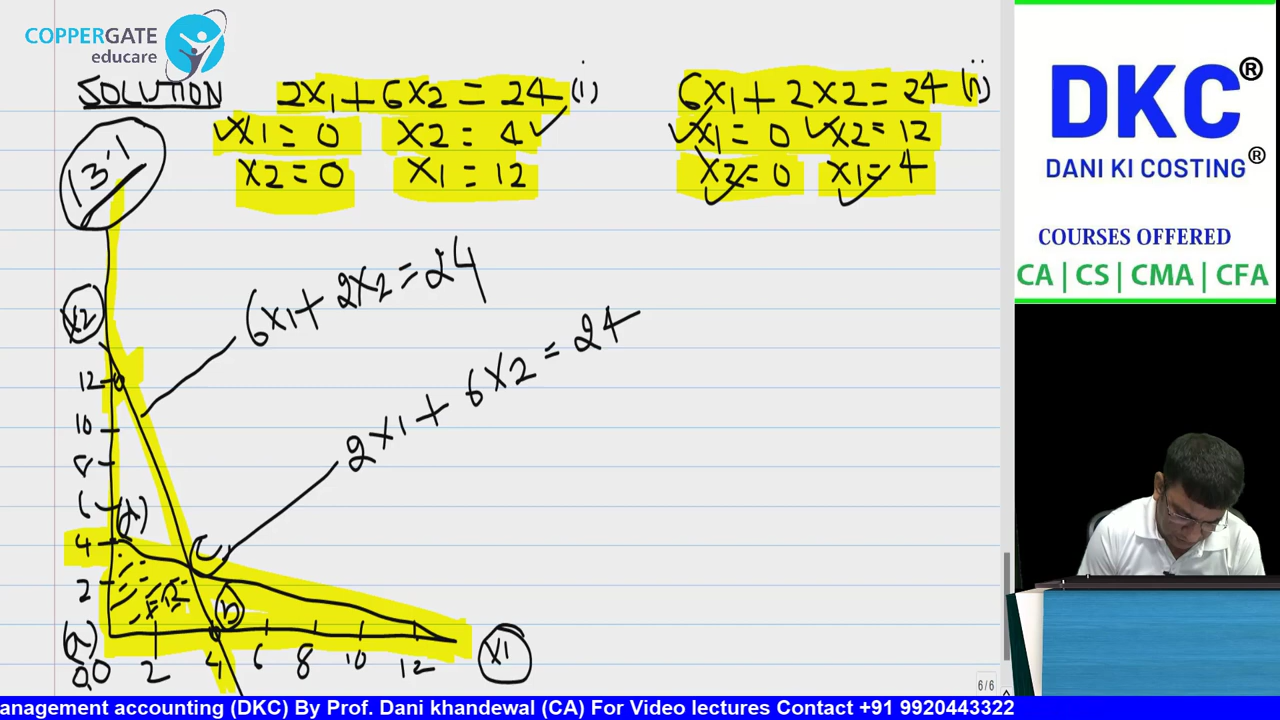 COPPERGATE
educare
SOLUTION 2x1 + 6x2 = 24 (i) 6x1 + 2x2 = 24 (ii)
x1 = 0 x2 = 4 x1 = 0 x2 = 12
x2 = 0 x1 = 12 x2 = 0 x1 = 4
13.1
6x1 + 2x2 = 24
2x1 + 6x2 = 24
x2
12
10
8
6 (d)
4 C
2 b
(a)
0,0 2 4 6 8 10 12 x1
6/6
DKC®
DANI KI COSTING®
COURSES OFFERED
CA | CS | CMA | CFA
anagement accounting (DKC) By Prof. Dani khandewal (CA) For Video lectures Contact +91 9920443322